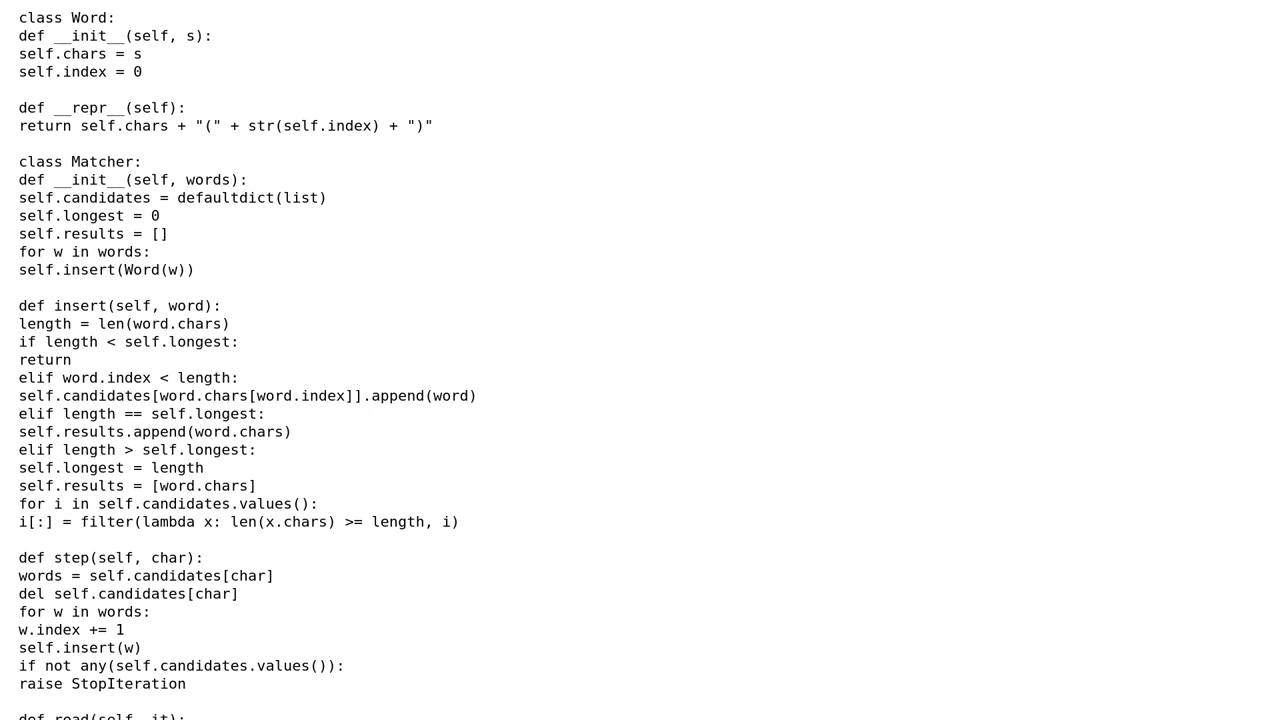 class Word:
def __init__(self, s):
self.chars = s
self.index = 0

def __repr__(self):
return self.chars + "(" + str(self.index) + ")"

class Matcher:
def __init__(self, words):
self.candidates = defaultdict(list)
self.longest = 0
self.results = []
for w in words:
self.insert(Word(w))

def insert(self, word):
length = len(word.chars)
if length < self.longest:
return
elif word.index < length:
self.candidates[word.chars[word.index]].append(word)
elif length == self.longest:
self.results.append(word.chars)
elif length > self.longest:
self.longest = length
self.results = [word.chars]
for i in self.candidates.values():
i[:] = filter(lambda x: len(x.chars) >= length, i)

def step(self, char):
words = self.candidates[char]
del self.candidates[char]
for w in words:
w.index += 1
self.insert(w)
if not any(self.candidates.values()):
raise StopIteration

def read(self, it):